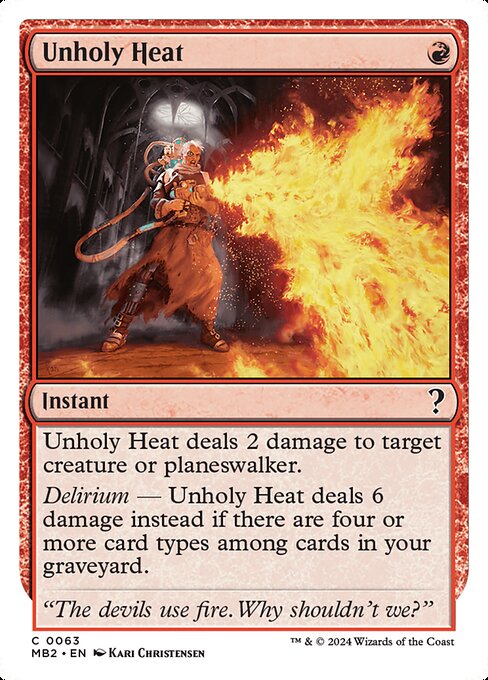 Unholy Heat
Instant
?
Unholy Heat deals 2 damage to target
creature or planeswalker.
Delirium — Unholy Heat deals 6
damage instead if there are four or
more card types among cards in your
graveyard.
“The devils use fire. Why shouldn’t we?”
C 0063
MB2 • EN Kari Christensen
™ & © 2024 Wizards of the Coast